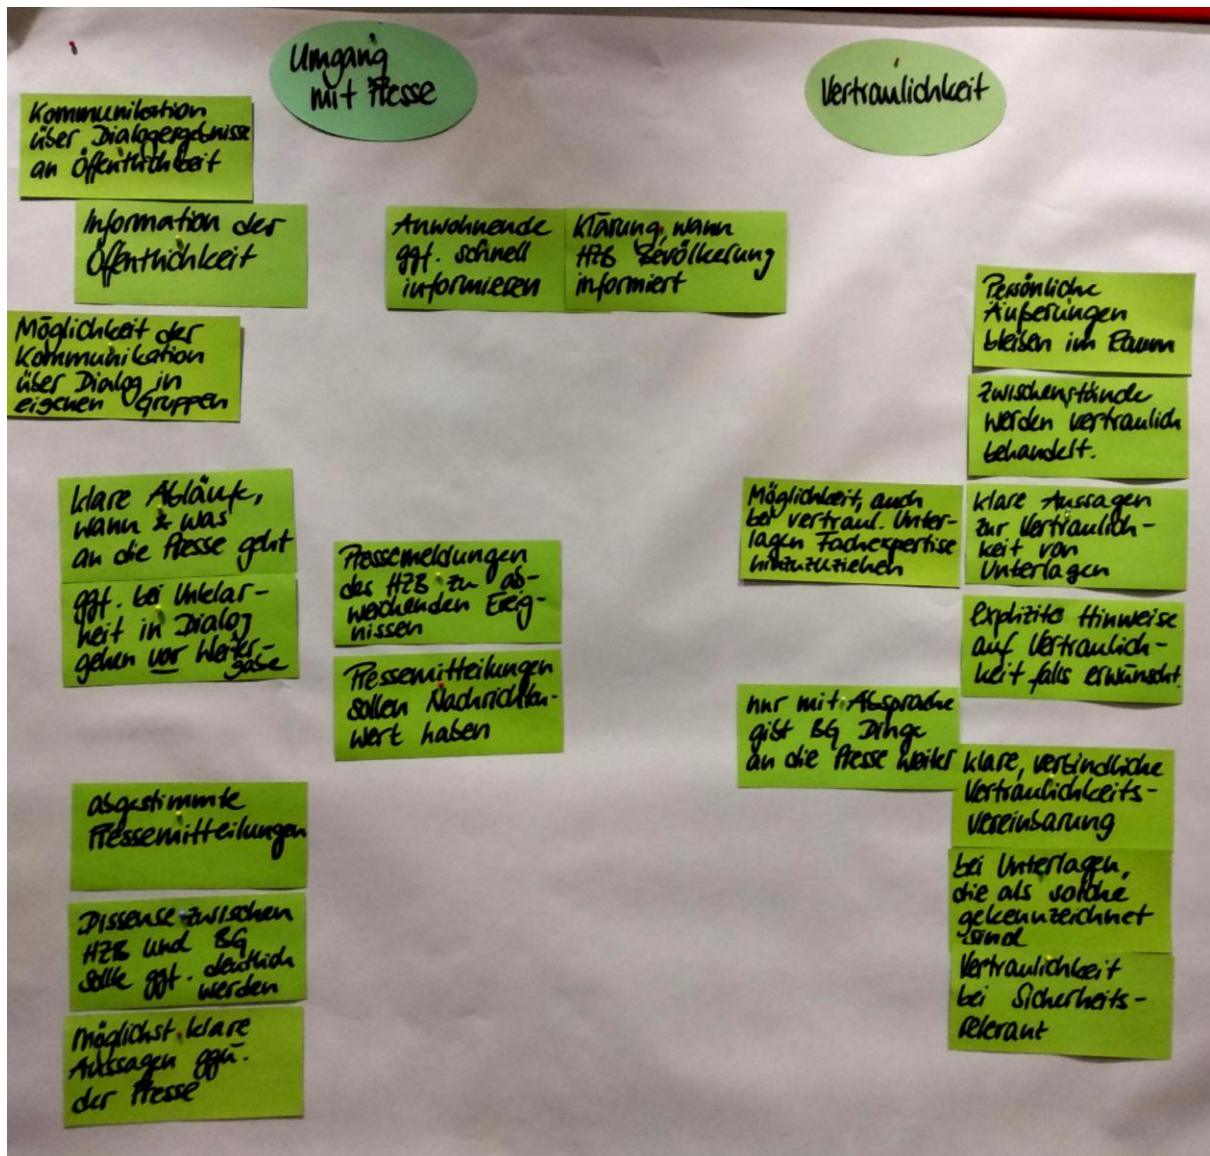 Umgang
mit Presse
Kommunikation
über Dialogergebnisse
an Öffentlichkeit
Information der
Öffentlichkeit
Möglichkeit der
Kommunikation
über Dialog in
eigenen Gruppen
Anwohnende
ggf. schnell
informieren
Klärung, wann
HZB Bevölkerung
informiert
klare Abläufe,
wann & was
an die Presse geht
ggf. bei Unklar-
heit in Dialog
gehen vor Weiter-
gabe
Pressemeldungen
des HZB zu ab-
weichenden Ereig-
nissen
Pressemitteilungen
sollen Nachrichten-
wert haben
abgestimmte
Pressemitteilungen
Dissense zwischen
HZB und BG
sollte ggf. deutlich
werden
möglichst klare
Aussagen ggü.
der Presse
Vertraulichkeit
Persönliche
Äußerungen
bleiben im Raum
Zwischenstände
werden vertraulich
behandelt.
Möglichkeit, auch
bei vertraul. Unter-
lagen Fachexpertise
hinzuzuziehen
klare Aussagen
zur Vertraulich-
keit von
Unterlagen
explizite Hinweise
auf Vertraulich-
keit falls erwünscht.
nur mit Absprache
gibt BG Dinge
an die Presse weiter
klare, verbindliche
Vertraulichkeits-
vereinbarung
bei Unterlagen,
die als solche
gekennzeichnet
sind
Vertraulichkeit
bei Sicherheits-
relevant